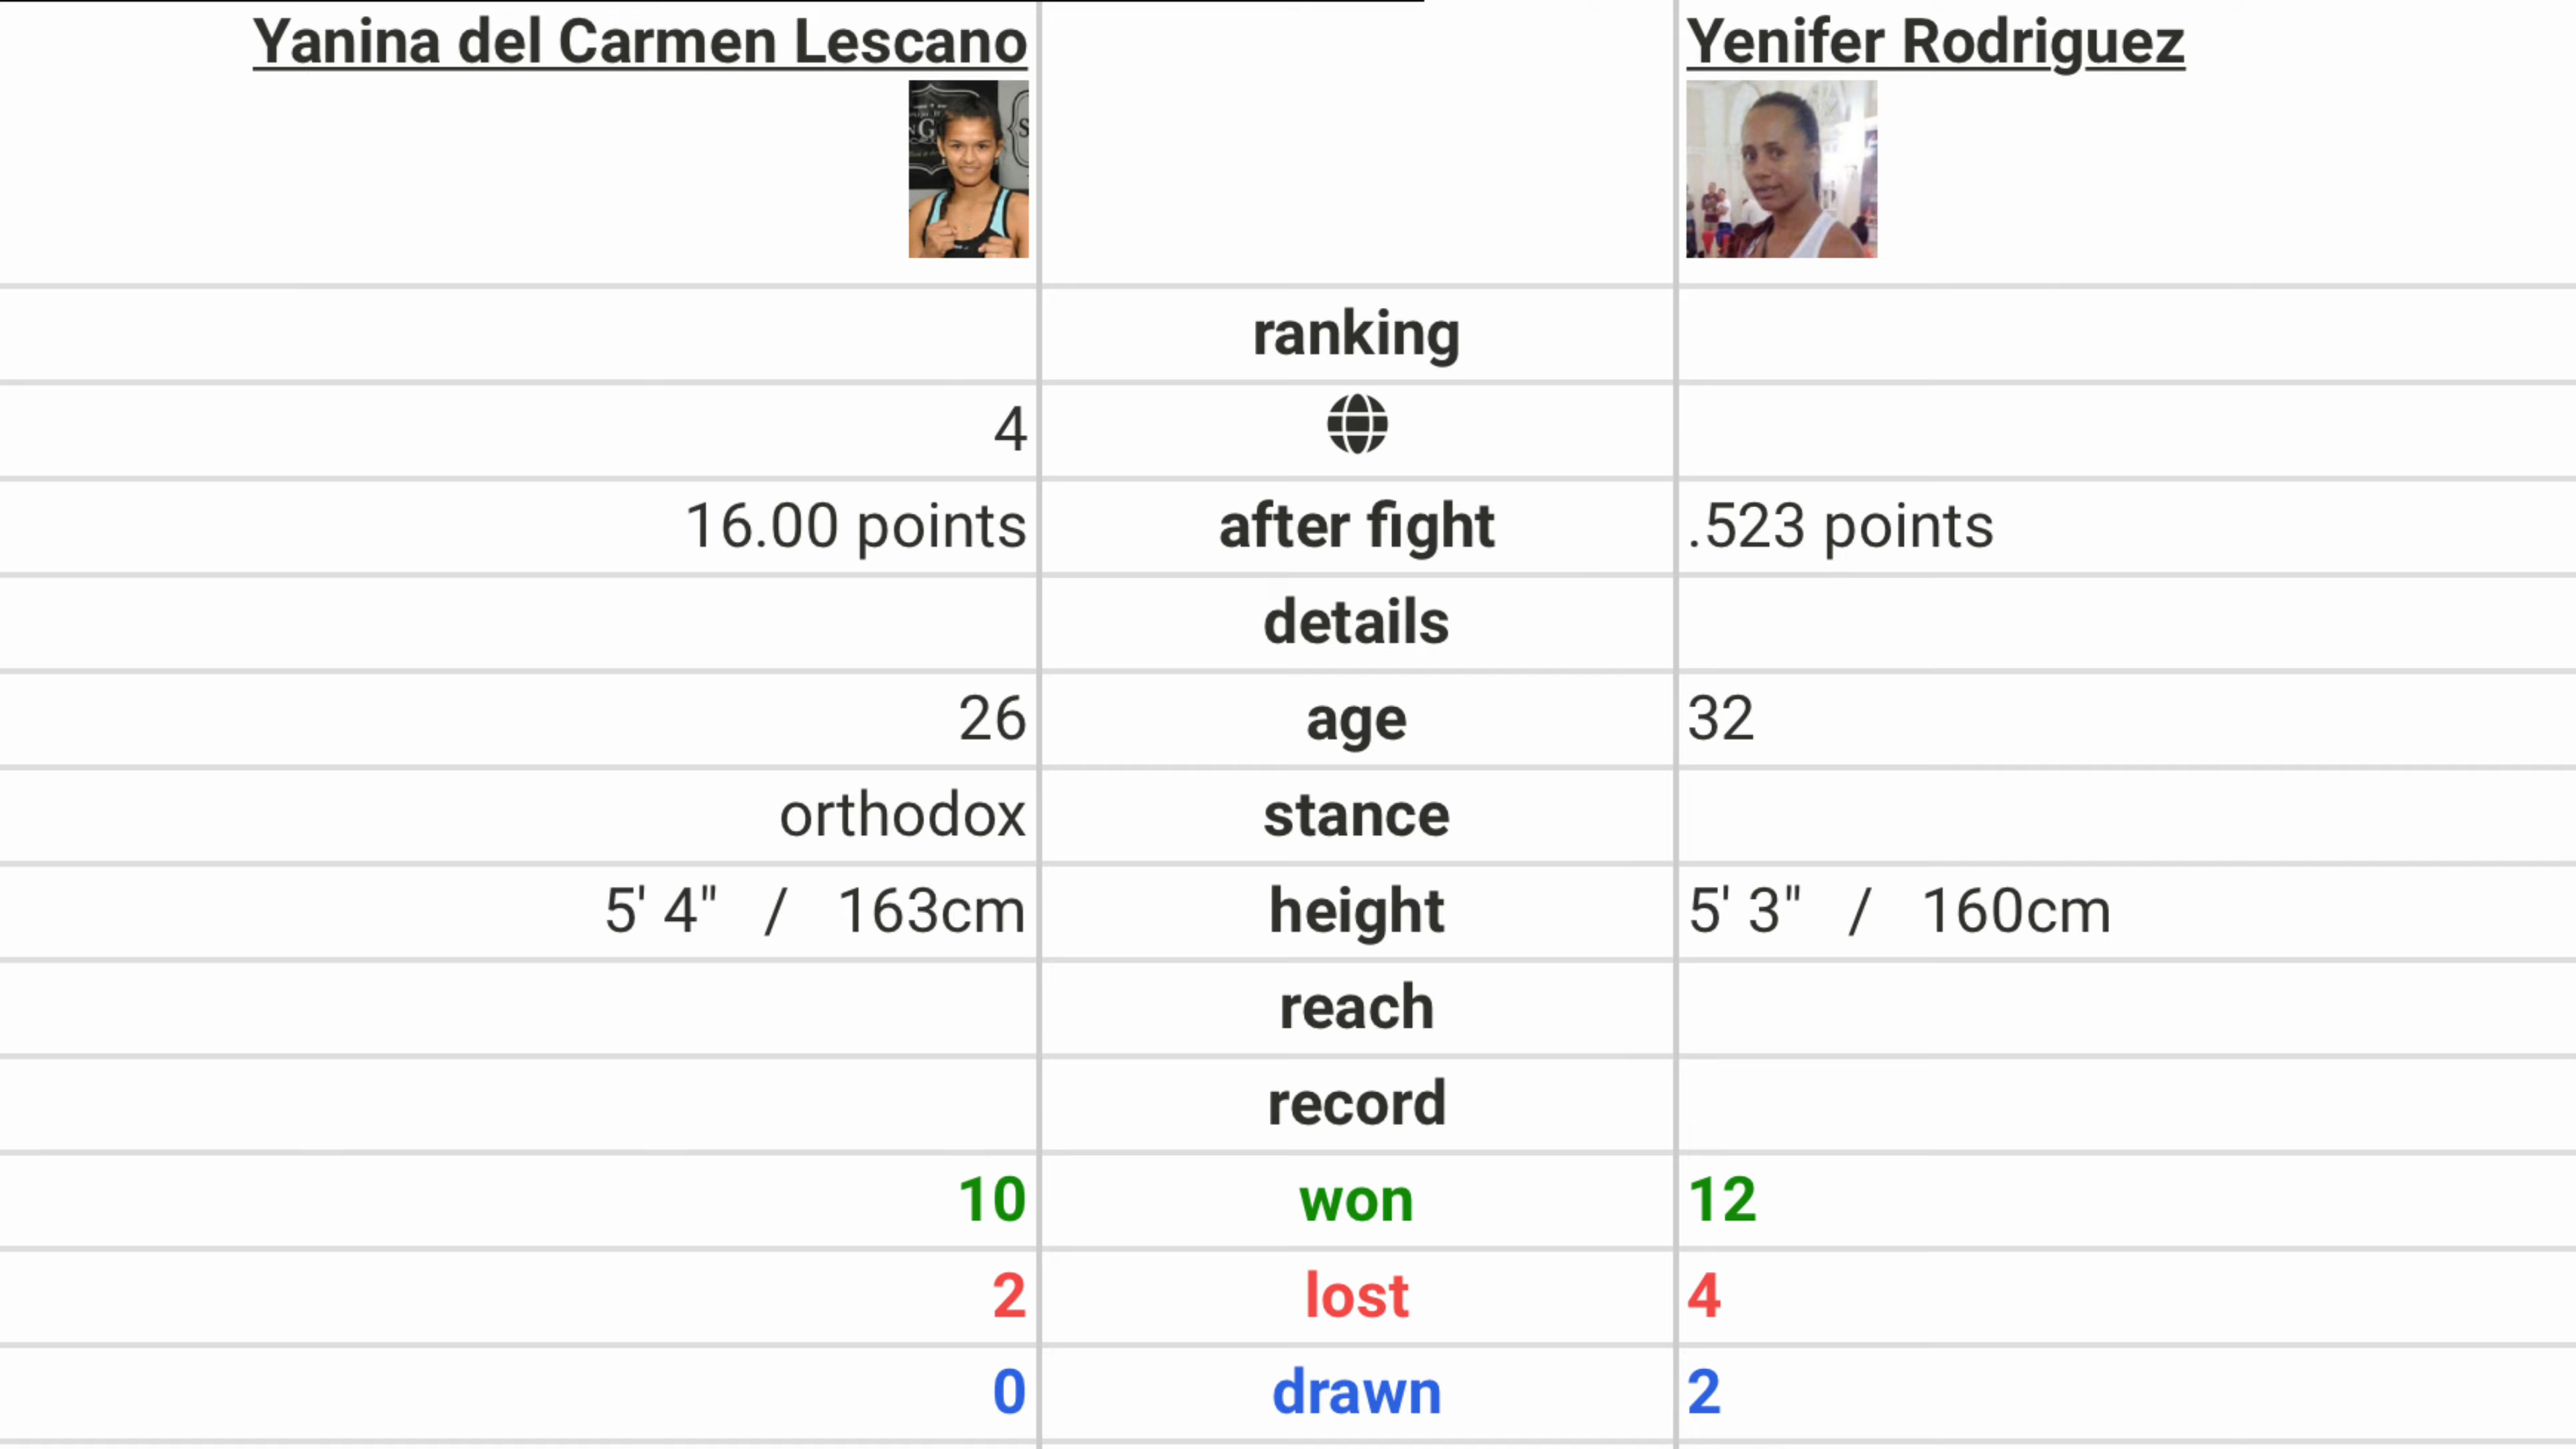 Yanina del Carmen Lescano Yenifer Rodriguez
ranking
4
16.00 points after fight .523 points
details
26 age 32
orthodox stance
5' 4" / 163cm height 5' 3" / 160cm
reach
record
10 won 12
2 lost 4
0 drawn 2